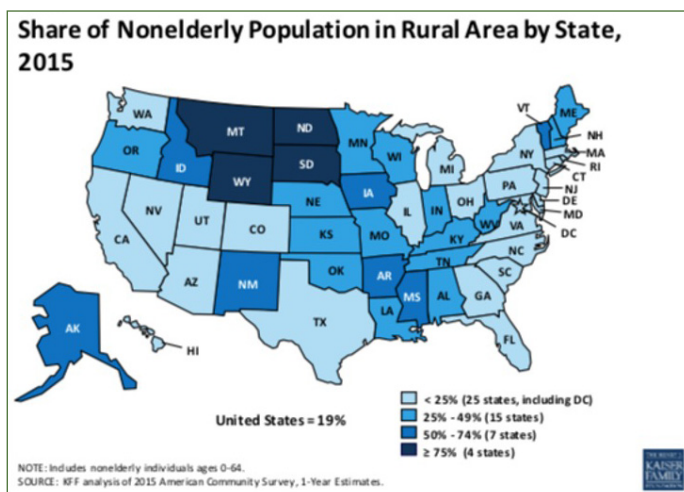 Share of Nonelderly Population in Rural Area by State,
2015
WA
MT
ND
MN
VT
ME
OR
ID
SD
WI
NY
NH
MA
WY
MI
RI
CT
NV
NE
IA
PA
NJ
UT
IL
IN
OH
DE
CA
CO
KS
MO
WV
VA
MD
KY
DC
NC
TN
AZ
NM
OK
AR
SC
MS
AL
GA
TX
LA
AK
FL
HI
< 25% (25 states, including DC)
25% - 49% (15 states)
United States = 19%
50% - 74% (7 states)
≥ 75% (4 states)
NOTE: Includes nonelderly individuals ages 0-64.
SOURCE: KFF analysis of 2015 American Community Survey, 1-Year Estimates.
KAISER
FAMILY